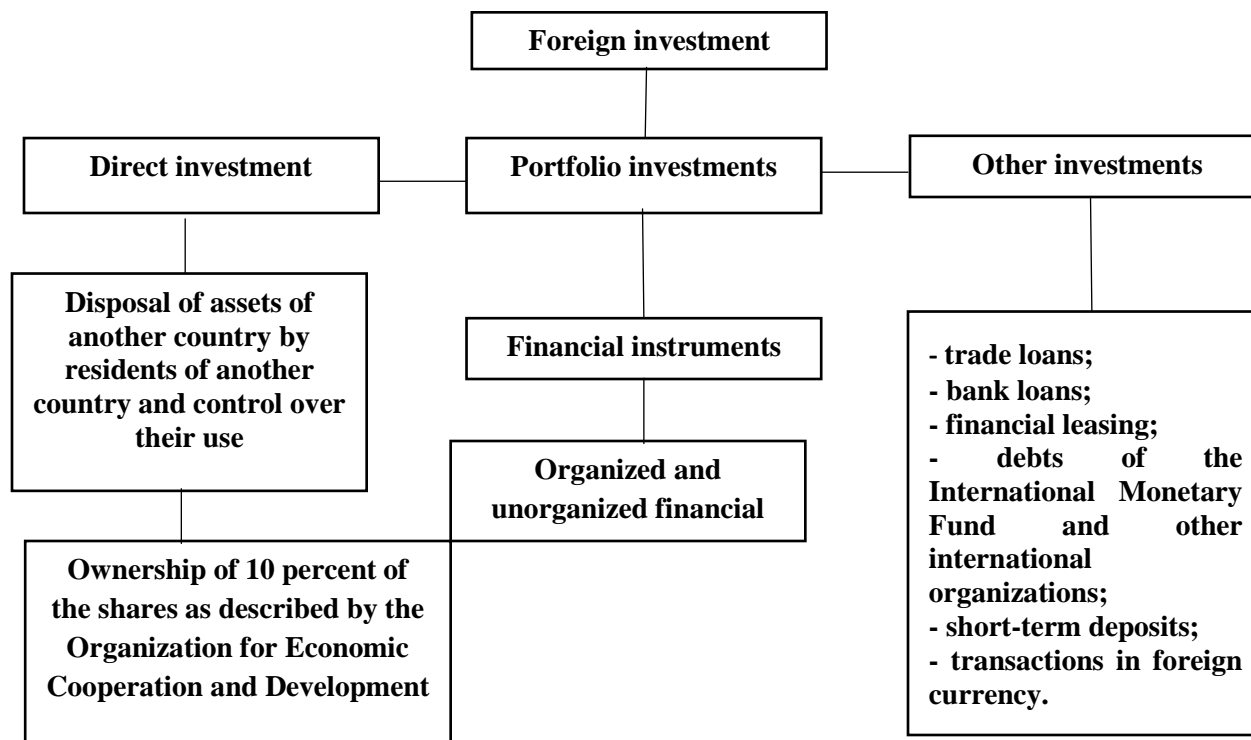 Foreign investment
Direct investment
Portfolio investments
Other investments
Disposal of assets of
another country by
residents of another
country and control over
their use
Financial instruments
- trade loans;
- bank loans;
- financial leasing;
- debts of the
International Monetary
Fund and other
international
organizations;
- short-term deposits;
- transactions in foreign
currency.
Organized and
unorganized financial
Ownership of 10 percent of
the shares as described by the
Organization for Economic
Cooperation and Development